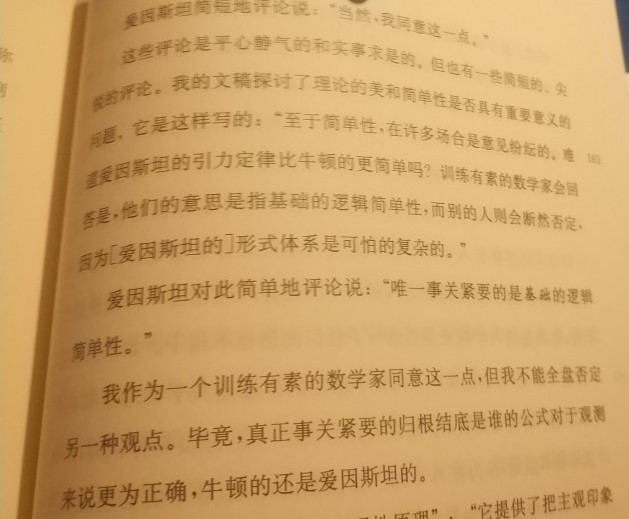 爱因斯坦简短地评论说：“当然，我同意这一点。”
这些评论是平心静气的和实事求是的。但也有一些简短的、尖
锐的评论。我的文稿探讨了理论的美和简单性是否具有重要意义的
问题，它是这样写的：“至于简单性，在许多场合是意见纷纭的。难 161
道爱因斯坦的引力定律比牛顿的更简单吗？训练有素的数学家会回
答是，他们的意思是指基础的逻辑简单性，而别的人则会断然否定，
因为［爱因斯坦的］形式体系是可怕的复杂的。”
爱因斯坦对此简单地评论说：“唯一事关紧要的是基础的逻辑
简单性。”
我作为一个训练有素的数学家同意这一点，但我不能全盘否定
另一种观点。毕竟，真正事关紧要的归根结底是谁的公式对于观测
来说更为正确，牛顿的还是爱因斯坦的。
原理”，“它提供了把主观印象